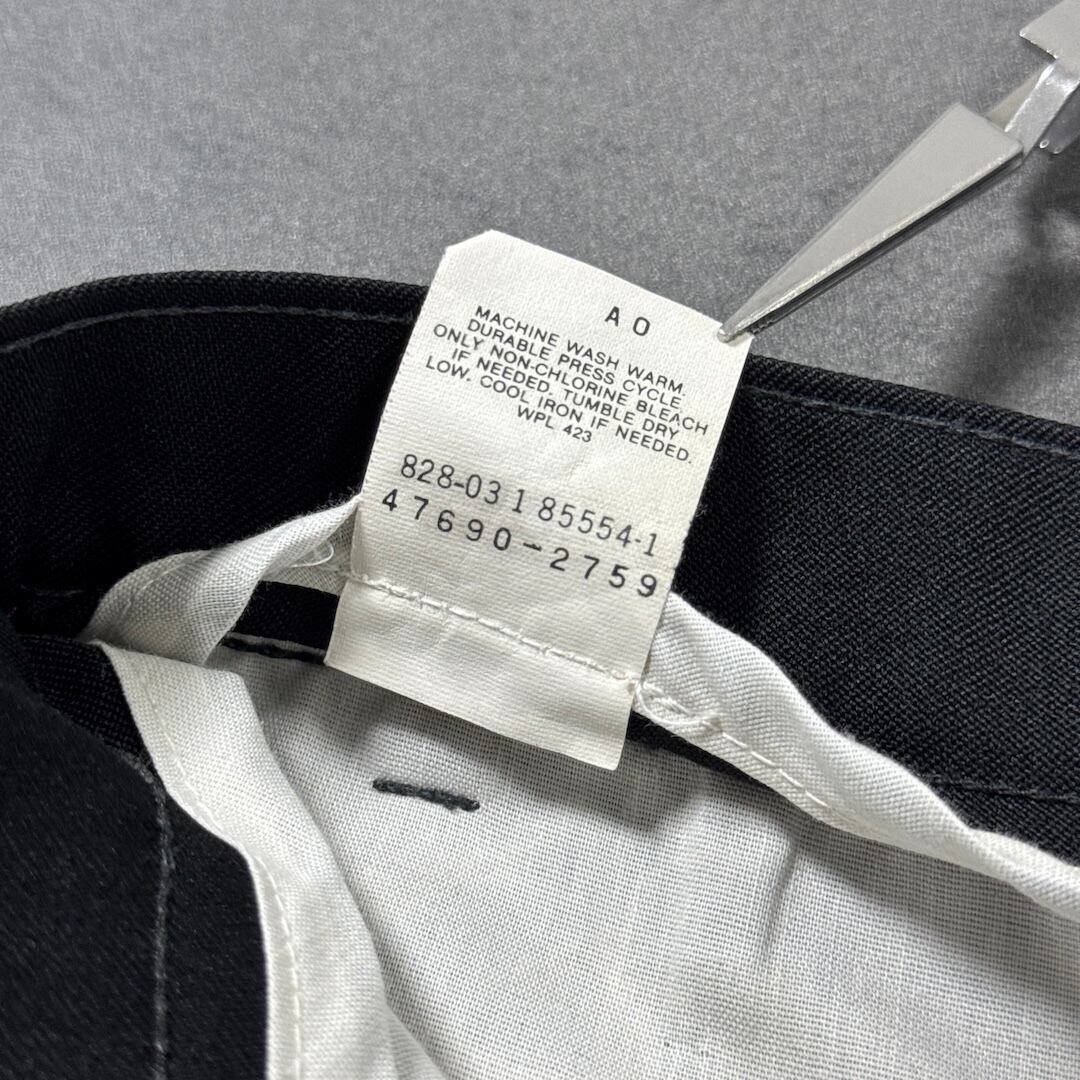 A O
MACHINE WASH WARM,
DURABLE PRESS CYCLE,
ONLY NON-CHLORINE BLEACH
IF NEEDED, TUMBLE DRY
LOW, COOL IRON IF NEEDED.
WPL 423
828-03 1 85554-1
47690-2759